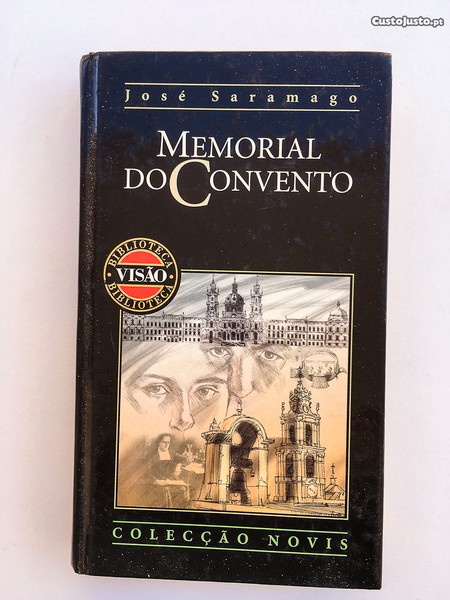 CustoJusto.pt
José Saramago
MEMORIAL
DO CONVENTO
BIBLIOTECA
VISÃO
BIBLIOTECA
COLECÇÃO NOVIS